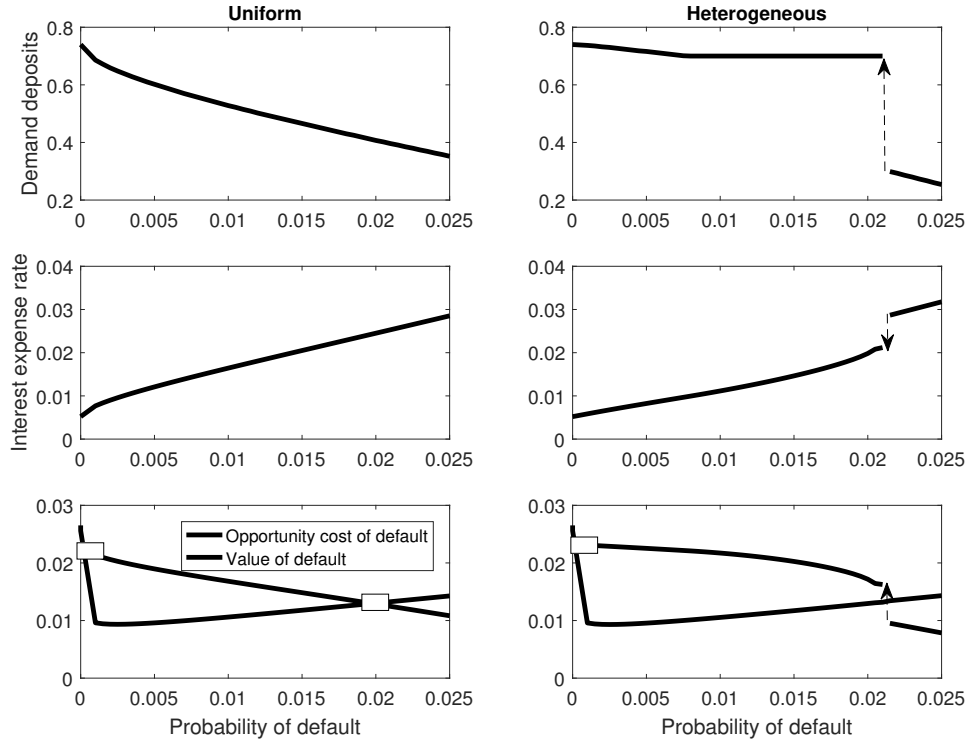 Uniform
Heterogeneous
Demand deposits
0.8
0.6
0.4
0.2
0 0.005 0.01 0.015 0.02 0.025
0.8
0.6
0.4
0.2
0 0.005 0.01 0.015 0.02 0.025
Interest expense rate
0.04
0.03
0.02
0.01
0
0 0.005 0.01 0.015 0.02 0.025
0.04
0.03
0.02
0.01
0
0 0.005 0.01 0.015 0.02 0.025
0.03
0.02
0.01
0
Opportunity cost of default
Value of default
0 0.005 0.01 0.015 0.02 0.025
Probability of default
0.03
0.02
0.01
0
0 0.005 0.01 0.015 0.02 0.025
Probability of default